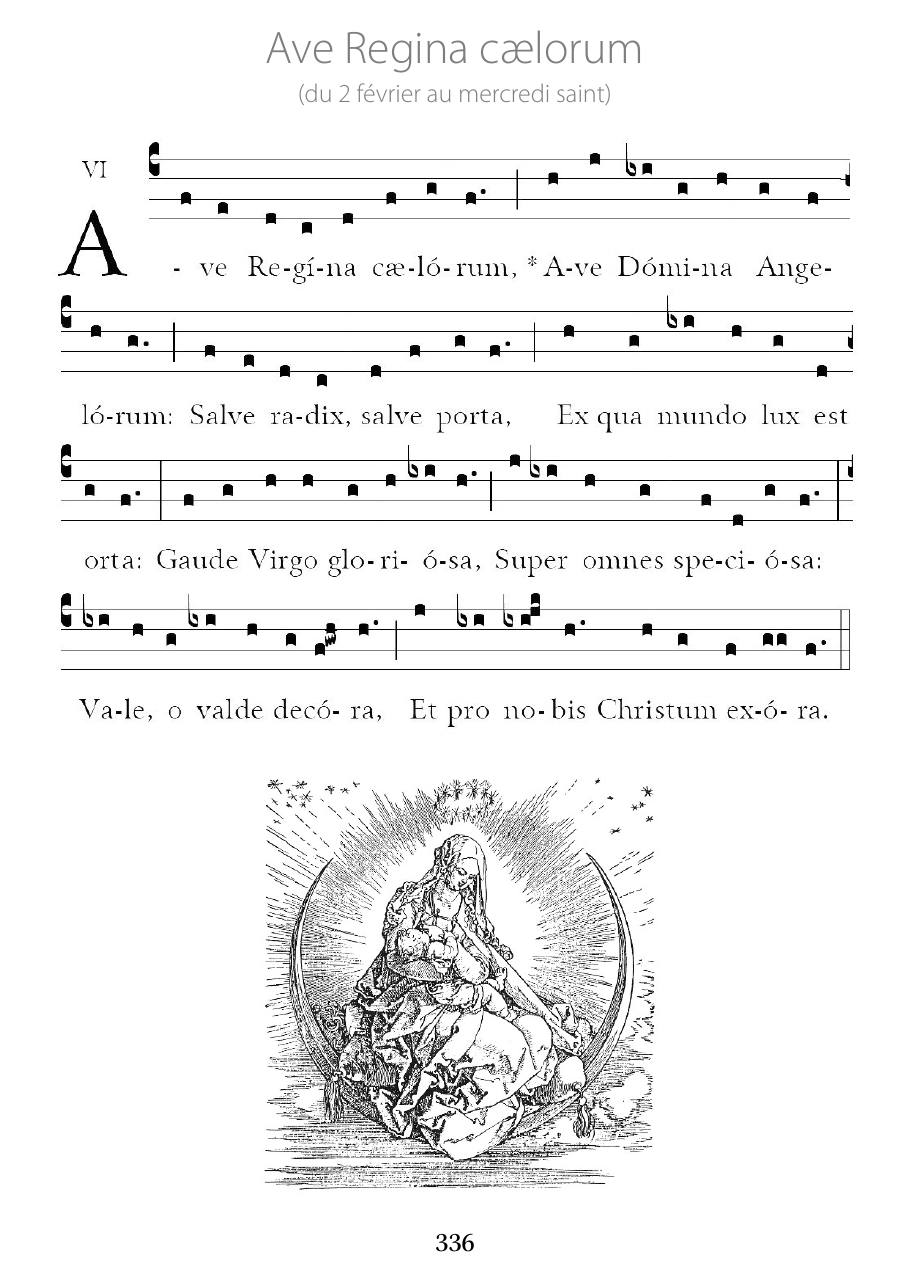 Ave Regina cælorum
(du 2 février au mercredi saint)
VI
A- ve Re-gí-na cæ-ló-rum, * A-ve Dómi-na Ange-
ló-rum: Salve ra-dix, salve porta, Ex qua mundo lux est
orta: Gaude Virgo glo-ri- ó-sa, Super omnes spe-ci- ó-sa:
Va-le, o valde decó- ra, Et pro no-bis Christum ex-ó- ra.
336